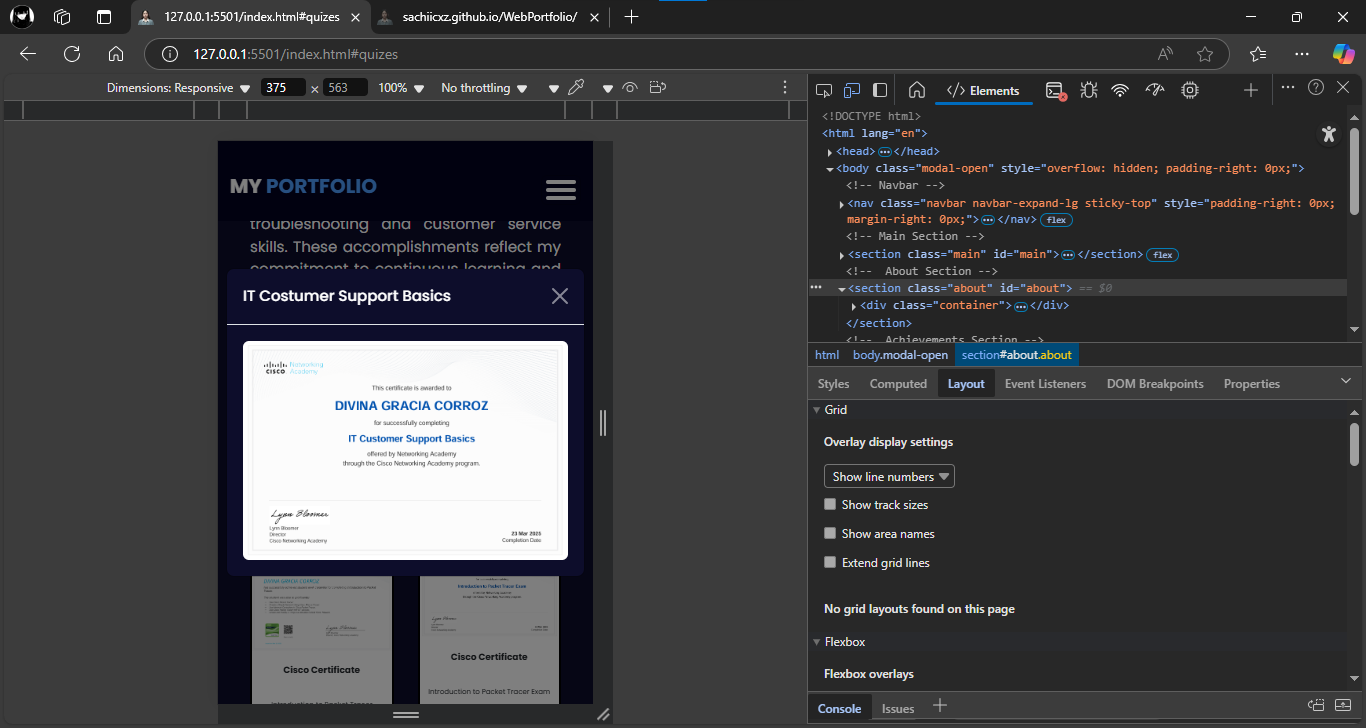 127.0.0.1:5501/index.html#quizes
sachiicxz.github.io/WebPortfolio/
127.0.0.1:5501/index.html#quizes
Dimensions: Responsive 375 x 563 100% No throttling
MY PORTFOLIO
troubleshooting and customer service
skills. These accomplishments reflect my
commitment to continuous learning and
IT Costumer Support Basics
CISCO Networking Academy
This certificate is awarded to
DIVINA GRACIA CORROZ
for successfully completing
IT Customer Support Basics
offered by Networking Academy
through the Cisco Networking Academy program.
Lynn Bloomer
Lynn Bloomer
Director
Cisco Networking Academy
23 Mar 2025
Completion Date
DIVINA GRACIA CORROZ
Cisco Certificate
Introduction to Packet Tracer
Cisco Certificate
Introduction to Packet Tracer Exam
Elements
<!DOCTYPE html>
<html lang="en">
<head> </head>
<body class="modal-open" style="overflow: hidden; padding-right: 0px;">
<!-- Navbar -->
<nav class="navbar navbar-expand-lg sticky-top" style="padding-right: 0px;
margin-right: 0px;"> </nav> flex
<!-- Main Section -->
<section class="main" id="main"> </section> flex
<!--  About Section -->
<section class="about" id="about"> == $0
<div class="container"> </div>
</section>
<!--  Achievements Section -->
html body.modal-open section#about.about
Styles Computed Layout Event Listeners DOM Breakpoints Properties
Grid
Overlay display settings
Show line numbers
Show track sizes
Show area names
Extend grid lines
No grid layouts found on this page
Flexbox
Flexbox overlays
Console Issues